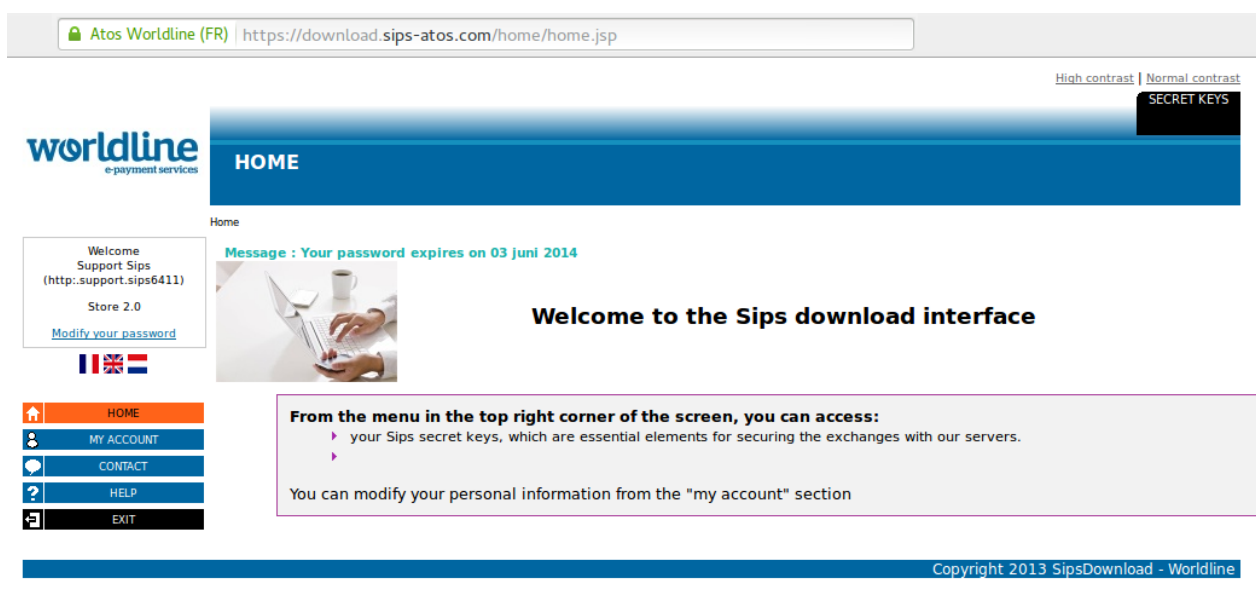 Atos Worldline (FR) https://download.sips-atos.com/home/home.jsp
High contrast | Normal contrast
SECRET KEYS
worldline
e-payment services
HOME
Home
Welcome
Support Sips
(http:.support.sips6411)
Store 2.0
Modify your password
Message : Your password expires on 03 juni 2014
Welcome to the Sips download interface
HOME
MY ACCOUNT
CONTACT
HELP
EXIT
From the menu in the top right corner of the screen, you can access:
your Sips secret keys, which are essential elements for securing the exchanges with our servers.
You can modify your personal information from the "my account" section
Copyright 2013 SipsDownload - Worldline